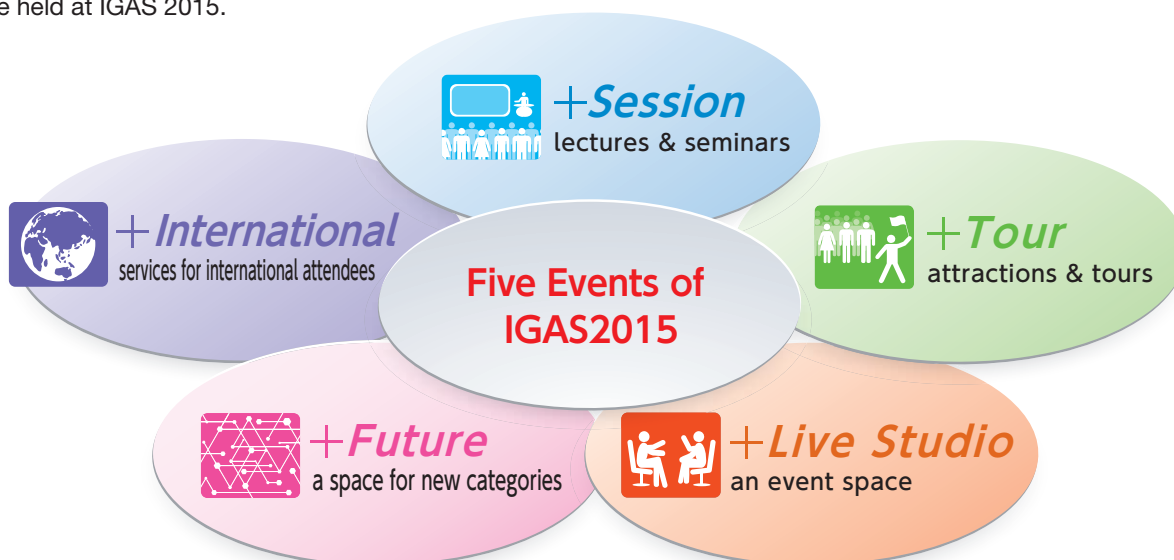 e held at IGAS 2015.
+Session
lectures & seminars
+International
services for international attendees
+Tour
attractions & tours
Five Events of
IGAS2015
+Future
a space for new categories
+Live Studio
an event space